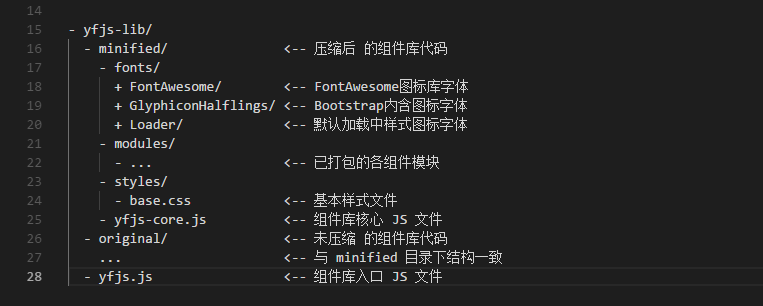 14
15 - yfjs-lib/
16   - minified/               <-- 压缩后 的组件库代码
17     - fonts/
18       + FontAwesome/        <-- FontAwesome图标库字体
19       + GlyphiconHalflings/ <-- Bootstrap内含图标字体
20       + Loader/             <-- 默认加载中样式图标字体
21     - modules/
22       - ...                 <-- 已打包的各组件模块
23     - styles/
24       - base.css            <-- 基本样式文件
25     - yfjs-core.js          <-- 组件库核心 JS 文件
26   - original/               <-- 未压缩 的组件库代码
27     ...                     <-- 与 minified 目录下结构一致
28   - yfjs.js                 <-- 组件库入口 JS 文件